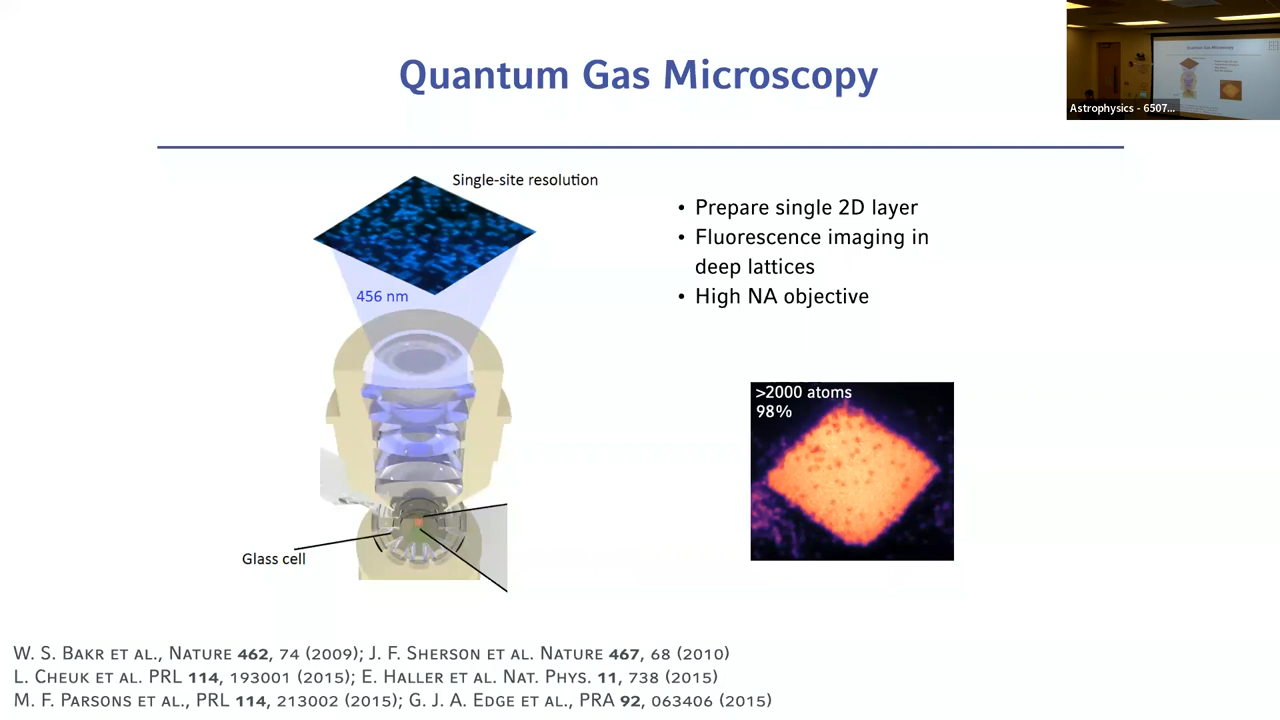 Quantum Gas Microscopy
Single-site resolution
456 nm
Glass cell
• Prepare single 2D layer
• Fluorescence imaging in
deep lattices
• High NA objective
>2000 atoms
98%
W. S. Bakr et al., Nature 462, 74 (2009); J. F. Sherson et al. Nature 467, 68 (2010)
L. Cheuk et al. PRL 114, 193001 (2015); E. Haller et al. Nat. Phys. 11, 738 (2015)
M. F. Parsons et al., PRL 114, 213002 (2015); G. J. A. Edge et al., PRA 92, 063406 (2015)
Astrophysics - 6507...